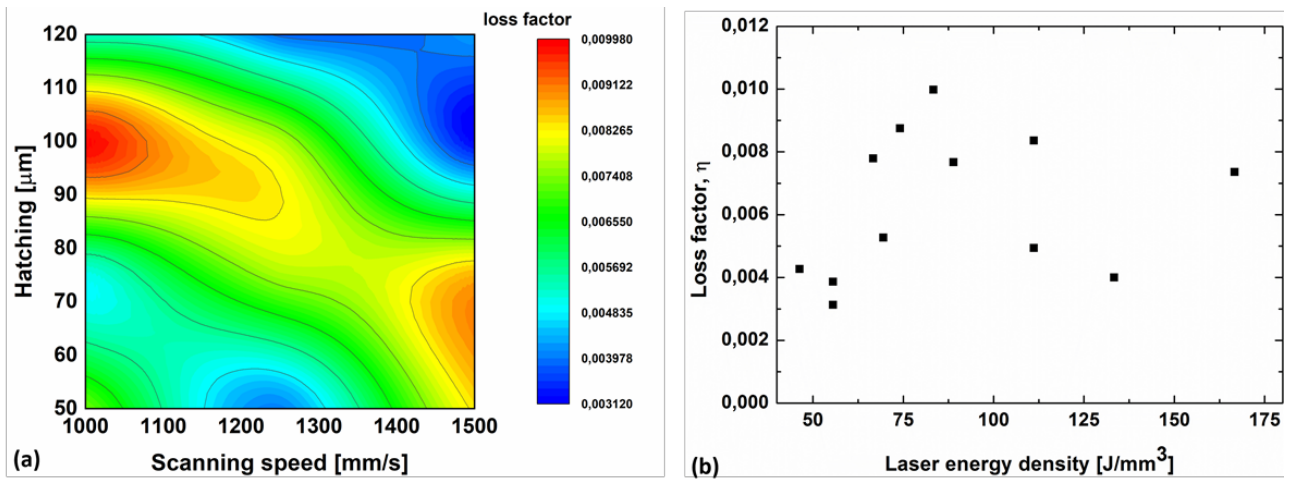 loss factor
0,009980
0,009122
0,008265
0,007408
0,006550
0,005692
0,004835
0,003978
0,003120
Hatching [μm]
120
110
100
90
80
70
60
50
1000 1100 1200 1300 1400 1500
Scanning speed [mm/s]
(a)
Loss factor, η
0,012
0,010
0,008
0,006
0,004
0,002
0,000
50 75 100 125 150 175
Laser energy density [J/mm³]
(b)